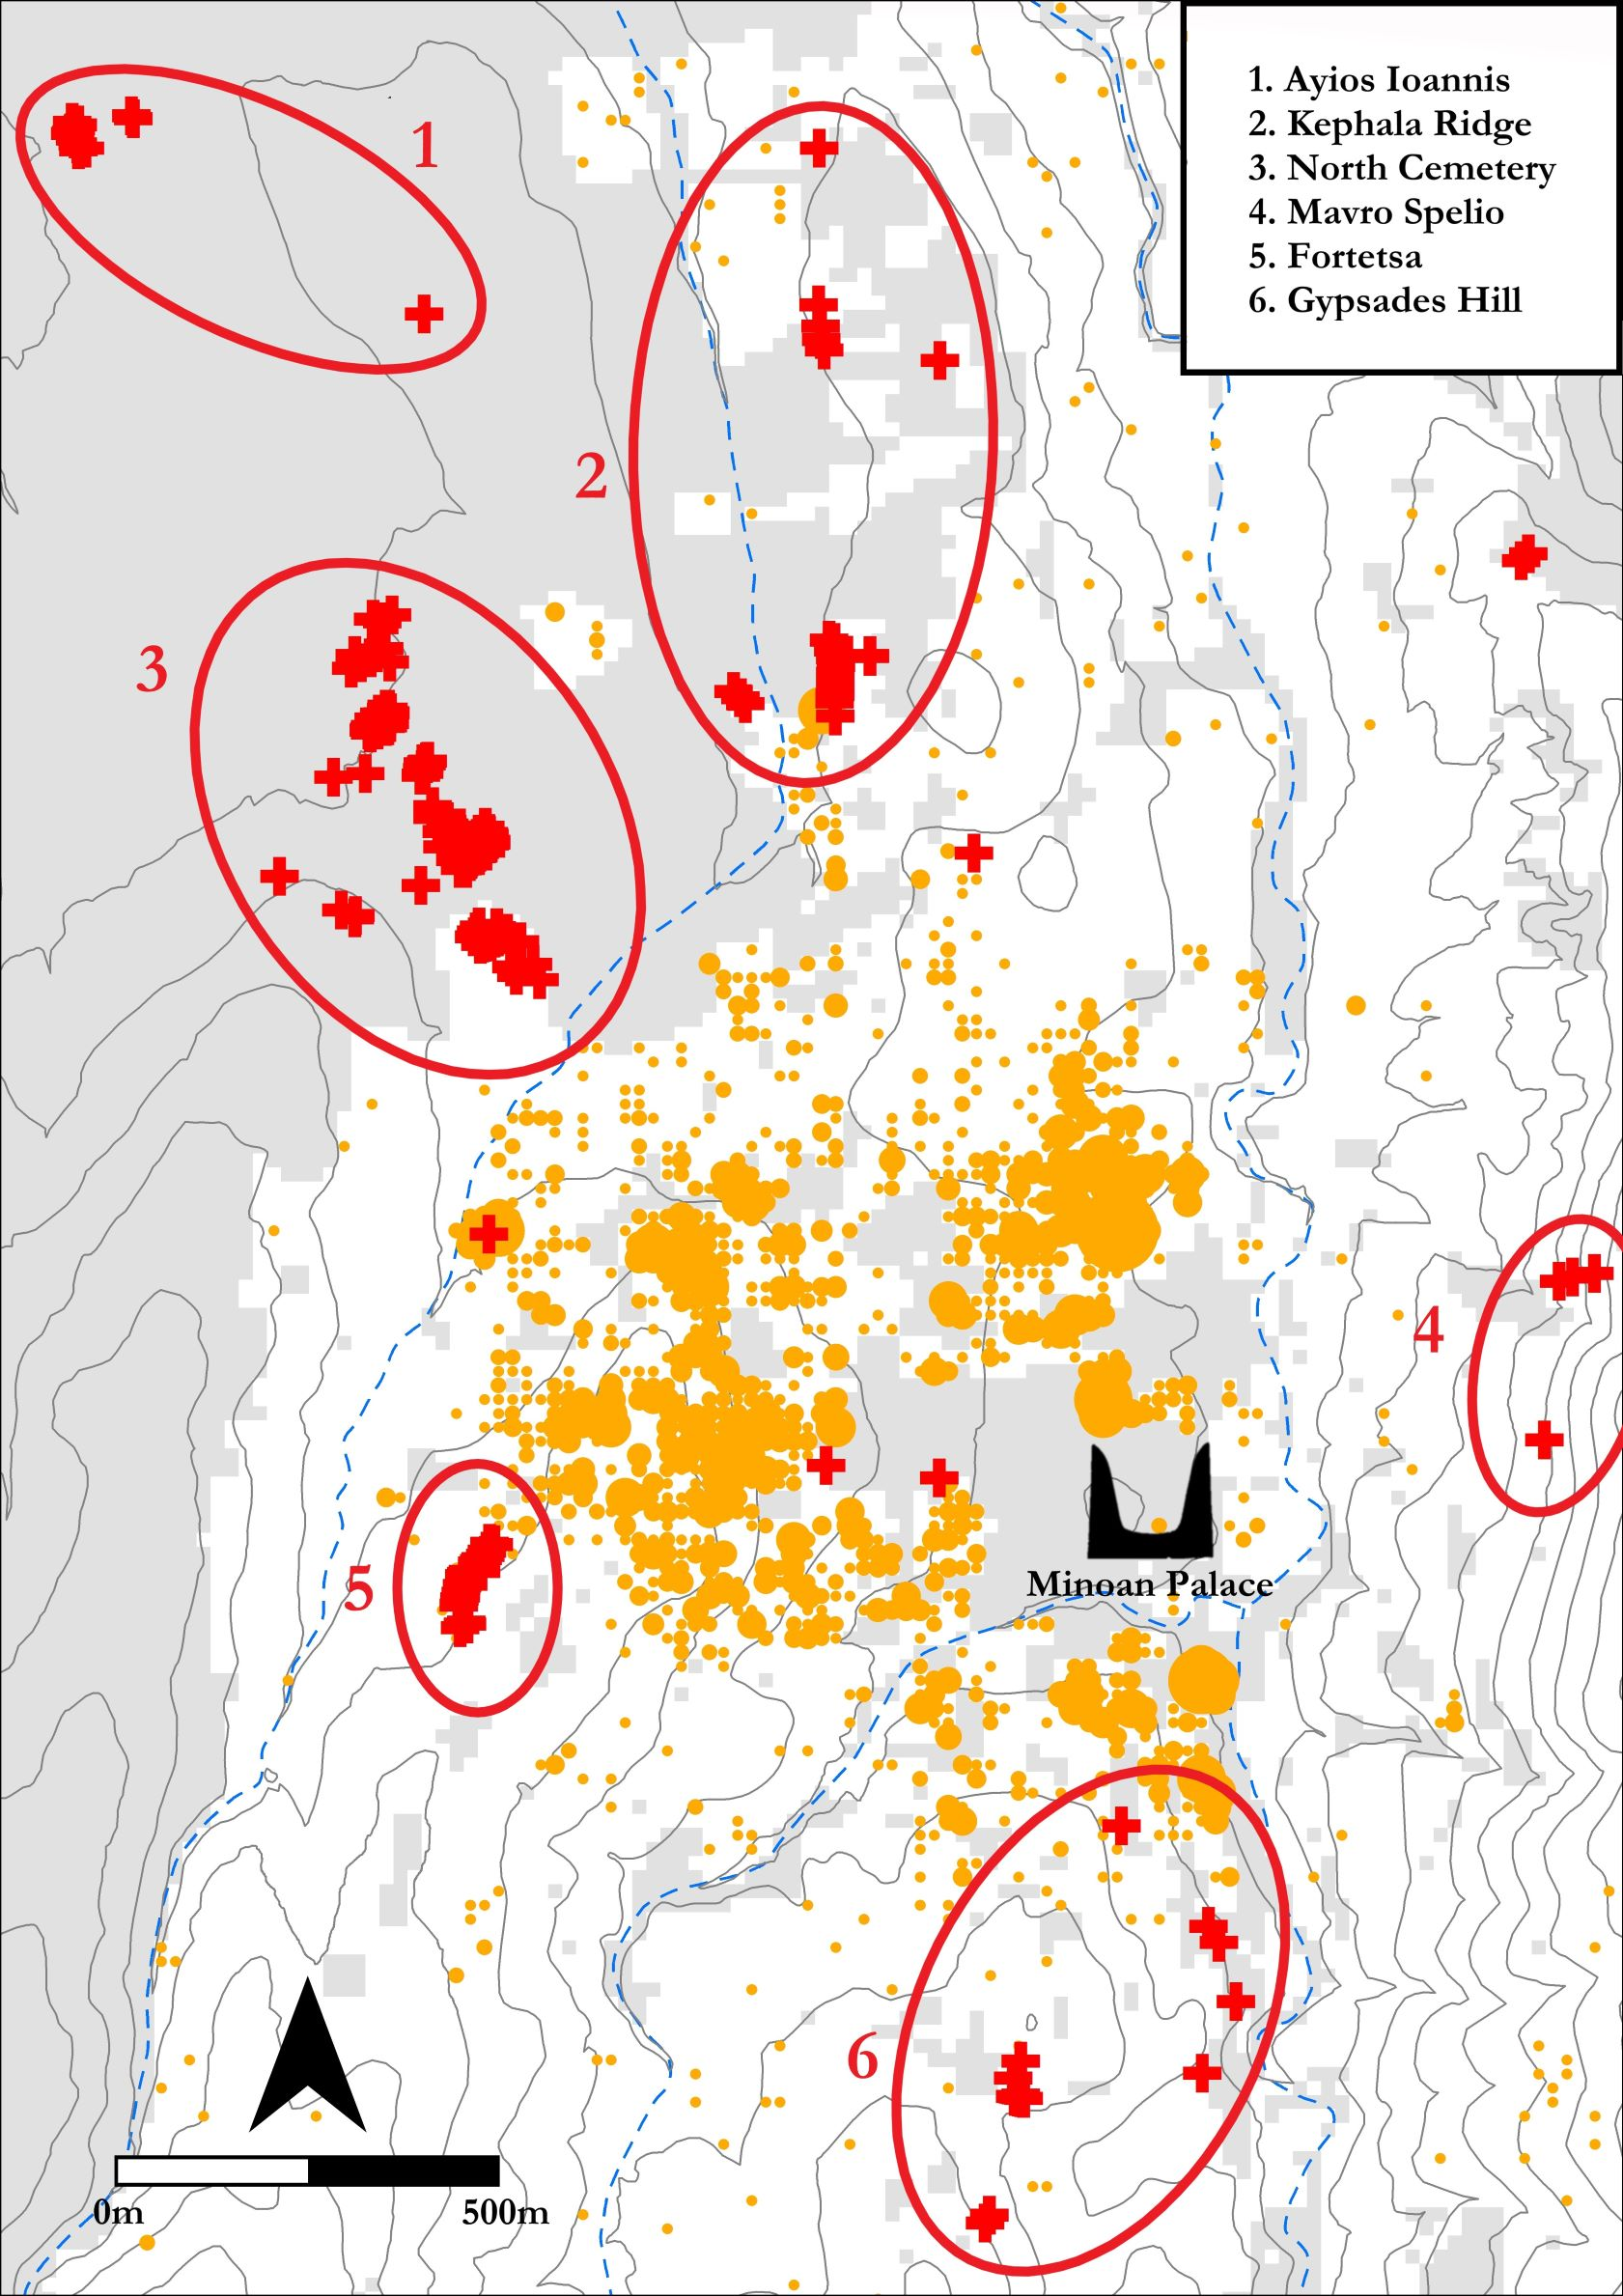 1. Ayios Ioannis
2. Kephala Ridge
3. North Cemetery
4. Mavro Spelio
5. Fortetsa
6. Gypsades Hill
1
2
3
4
Minoan Palace
5
6
0m 500m